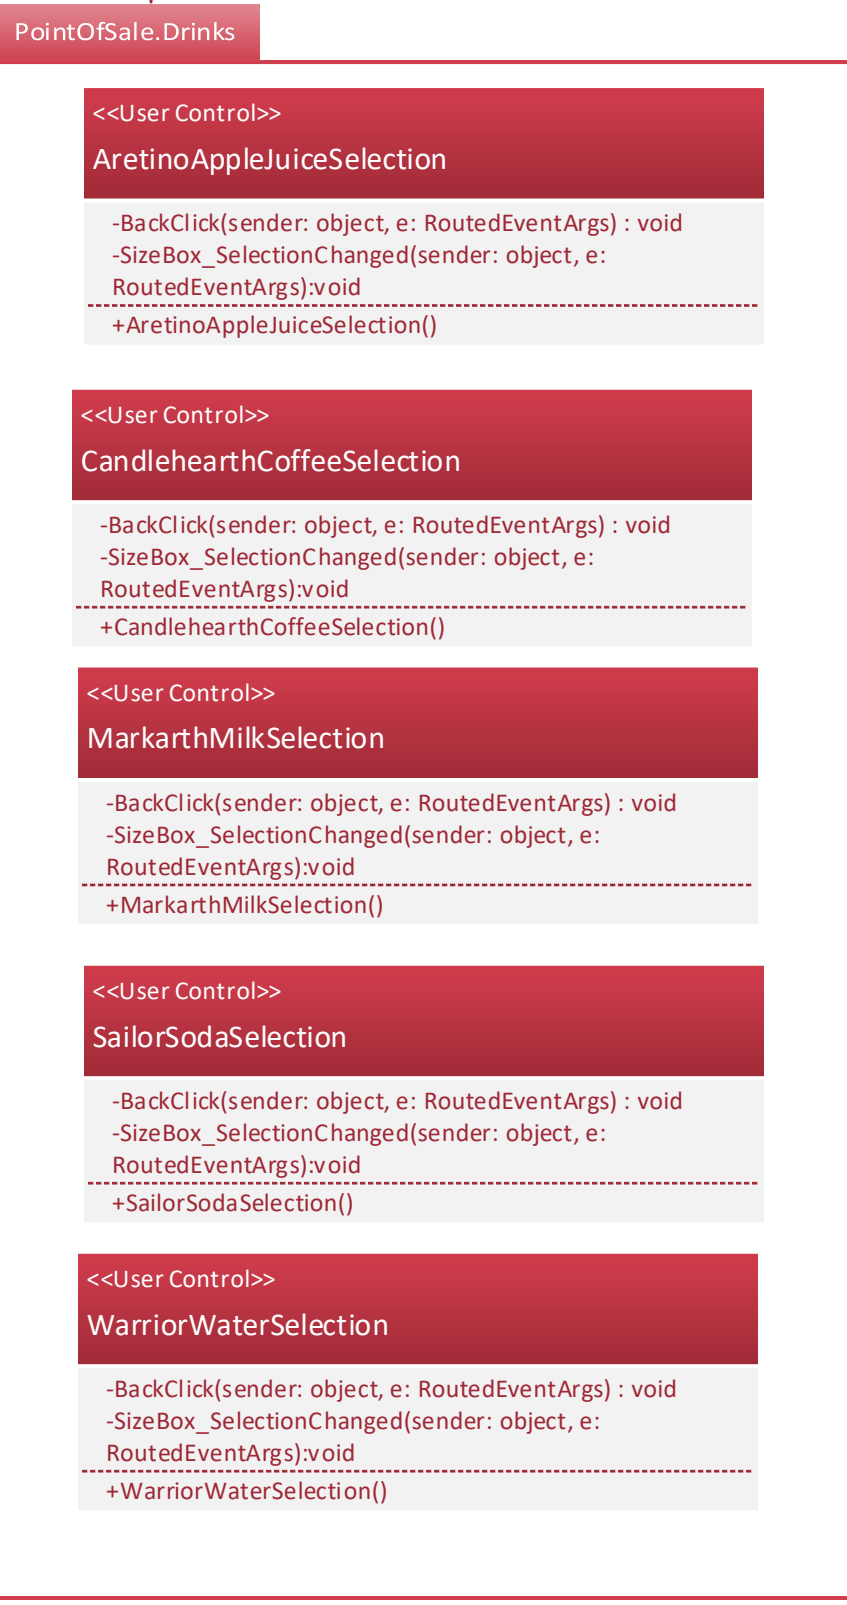 PointOfSale.Drinks
<<User Control>>
AretinoAppleJuiceSelection
-BackClick(sender: object, e: RoutedEventArgs) : void
-SizeBox_SelectionChanged(sender: object, e:
RoutedEventArgs):void
+AretinoAppleJuiceSelection()
<<User Control>>
CandlehearthCoffeeSelection
-BackClick(sender: object, e: RoutedEventArgs) : void
-SizeBox_SelectionChanged(sender: object, e:
RoutedEventArgs):void
+CandlehearthCoffeeSelection()
<<User Control>>
MarkarthMilkSelection
-BackClick(sender: object, e: RoutedEventArgs) : void
-SizeBox_SelectionChanged(sender: object, e:
RoutedEventArgs):void
+MarkarthMilkSelection()
<<User Control>>
SailorSodaSelection
-BackClick(sender: object, e: RoutedEventArgs) : void
-SizeBox_SelectionChanged(sender: object, e:
RoutedEventArgs):void
+SailorSodaSelection()
<<User Control>>
WarriorWaterSelection
-BackClick(sender: object, e: RoutedEventArgs) : void
-SizeBox_SelectionChanged(sender: object, e:
RoutedEventArgs):void
+WarriorWaterSelection()